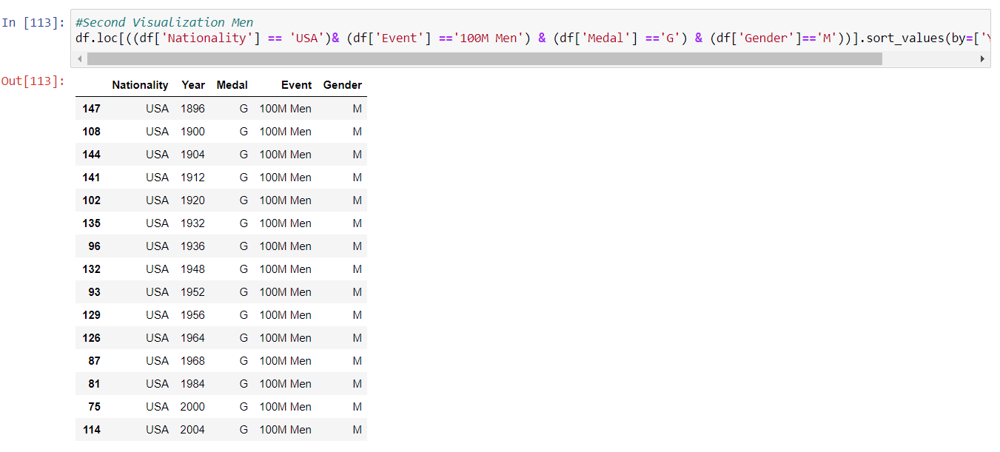 In [113]: #Second Visualization Men
df.loc[((df['Nationality'] == 'USA')& (df['Event'] =='100M Men') & (df['Medal'] =='G') & (df['Gender']=='M'))].sort_values(by=['
Out[113]:
Nationality Year Medal Event Gender
147 USA 1896 G 100M Men M
108 USA 1900 G 100M Men M
144 USA 1904 G 100M Men M
141 USA 1912 G 100M Men M
102 USA 1920 G 100M Men M
135 USA 1932 G 100M Men M
96 USA 1936 G 100M Men M
132 USA 1948 G 100M Men M
93 USA 1952 G 100M Men M
129 USA 1956 G 100M Men M
126 USA 1964 G 100M Men M
87 USA 1968 G 100M Men M
81 USA 1984 G 100M Men M
75 USA 2000 G 100M Men M
114 USA 2004 G 100M Men M